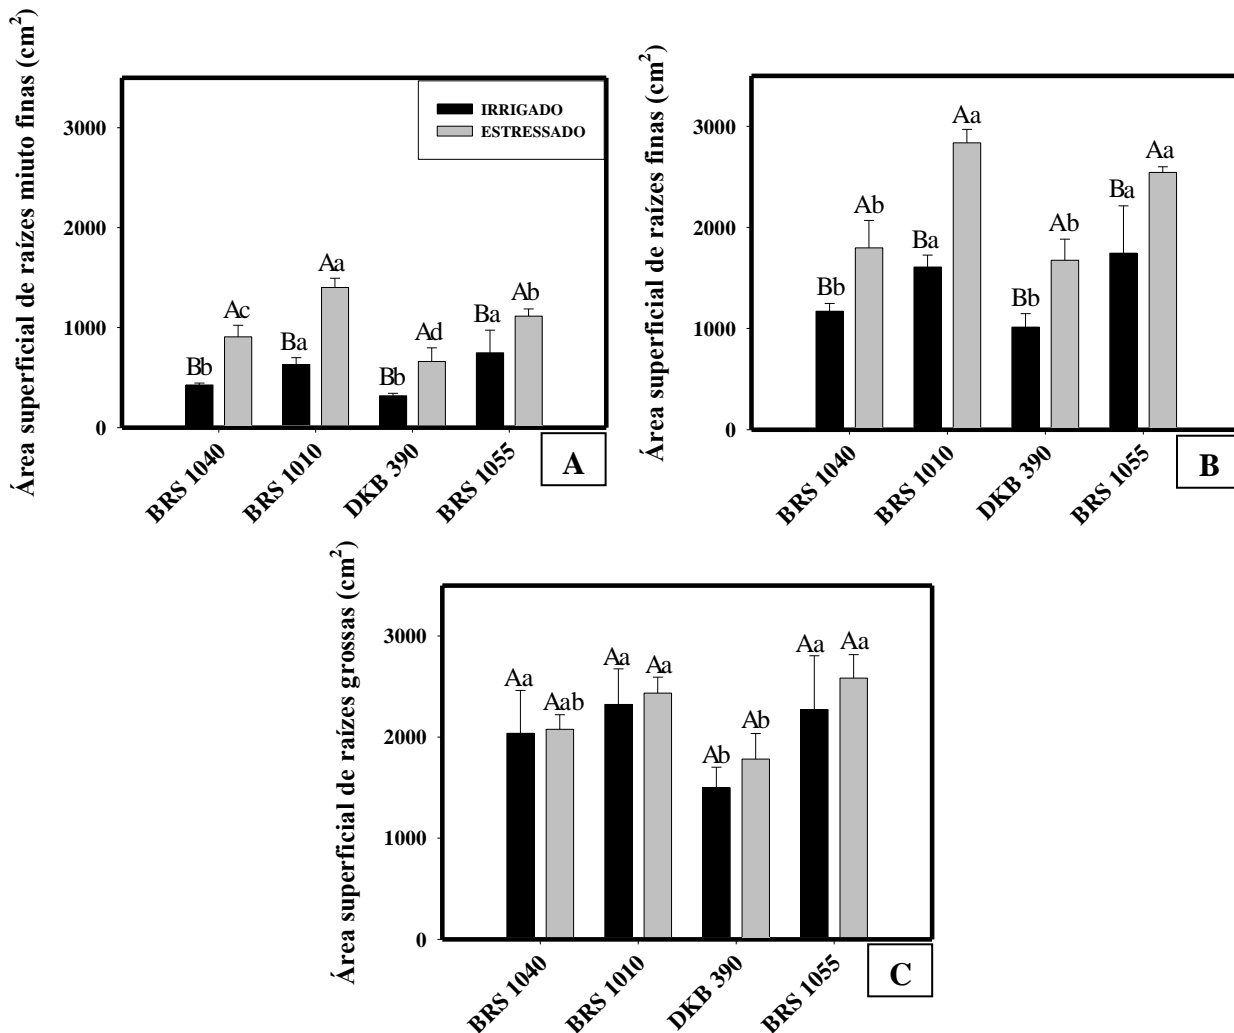 Área superficial de raízes miuto finas (cm²)
3000
2000
1000
0
IRRIGADO
ESTRESSADO
Bb
Ac
Ba
Aa
Bb
Ad
Ba
Ab
BRS 1040
BRS 1010
DKB 390
BRS 1055
A
Área superficial de raízes finas (cm²)
3000
2000
1000
0
Bb
Ab
Ba
Aa
Bb
Ab
Ba
Aa
BRS 1040
BRS 1010
DKB 390
BRS 1055
B
Área superficial de raízes grossas (cm²)
3000
2000
1000
0
Aa
Aab
Aa
Aa
Ab
Ab
Aa
Aa
BRS 1040
BRS 1010
DKB 390
BRS 1055
C